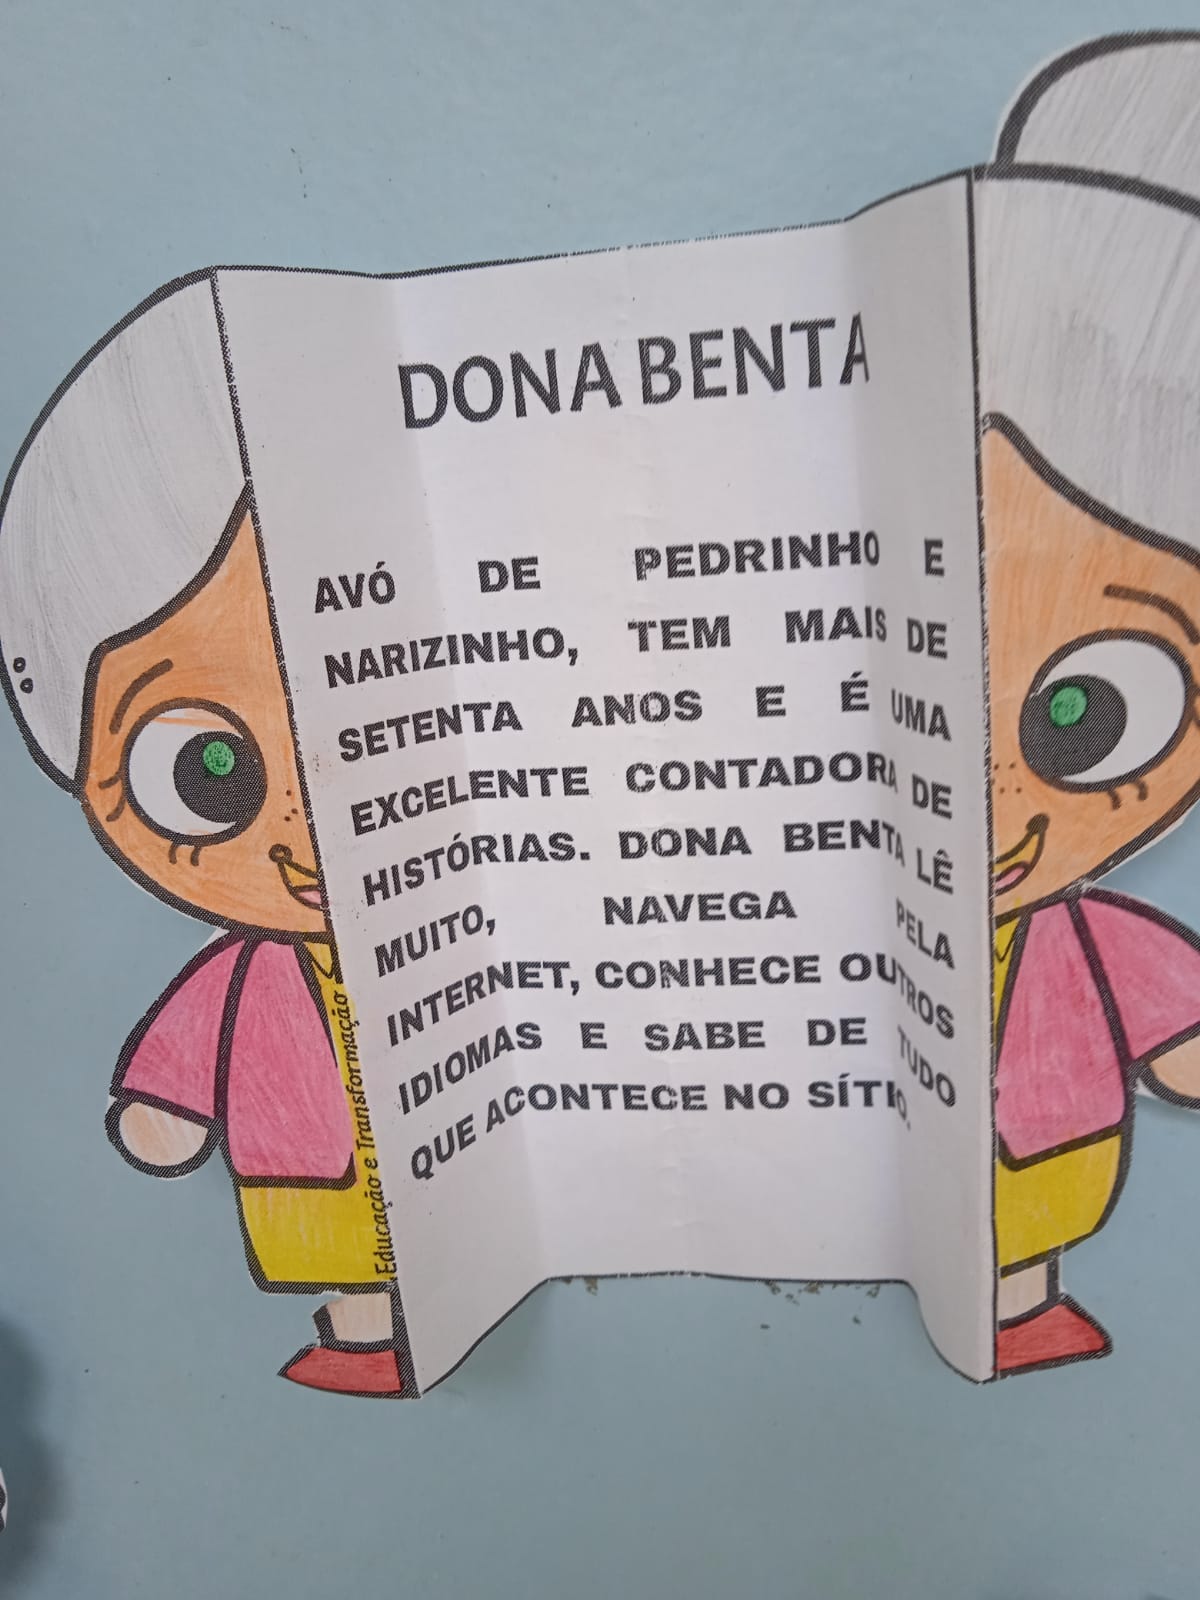 DONA BENTA
AVÓ DE PEDRINHO E
NARIZINHO, TEM MAIS DE
SETENTA ANOS E É UMA
EXCELENTE CONTADORA DE
HISTÓRIAS. DONA BENTA LÊ
MUITO, NAVEGA PELA
INTERNET, CONHECE OUTROS
IDIOMAS E SABE DE TUDO
QUE ACONTECE NO SÍTIO.
Educação e Transformação